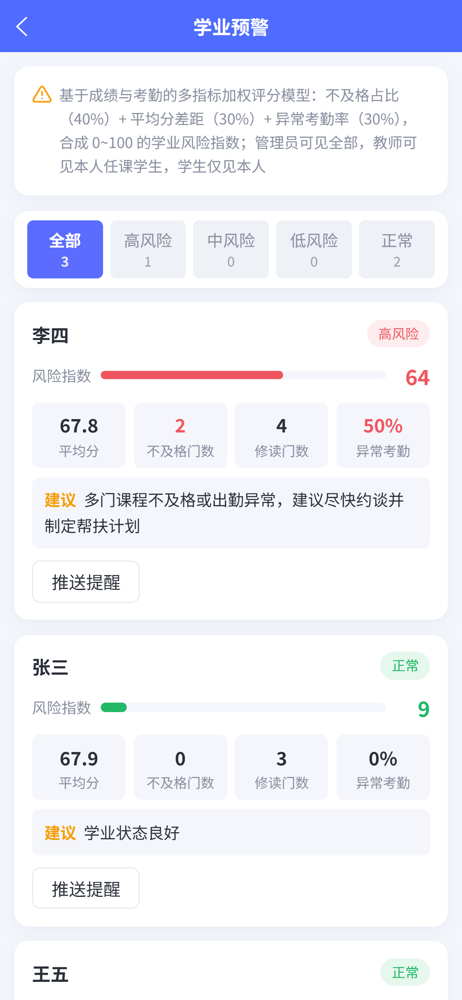 学业预警
基于成绩与考勤的多指标加权评分模型：不及格占比
（40%）+ 平均分差距（30%）+ 异常考勤率（30%），
合成 0~100 的学业风险指数；管理员可见全部，教师可
见本人任课学生，学生仅见本人
全部 高风险 中风险 低风险 正常
3 1 0 0 2
李四 高风险
风险指数 64
67.8 2 4 50%
平均分 不及格门数 修读门数 异常考勤
建议 多门课程不及格或出勤异常，建议尽快约谈并
制定帮扶计划
推送提醒
张三 正常
风险指数 9
67.9 0 3 0%
平均分 不及格门数 修读门数 异常考勤
建议 学业状态良好
推送提醒
王五 正常